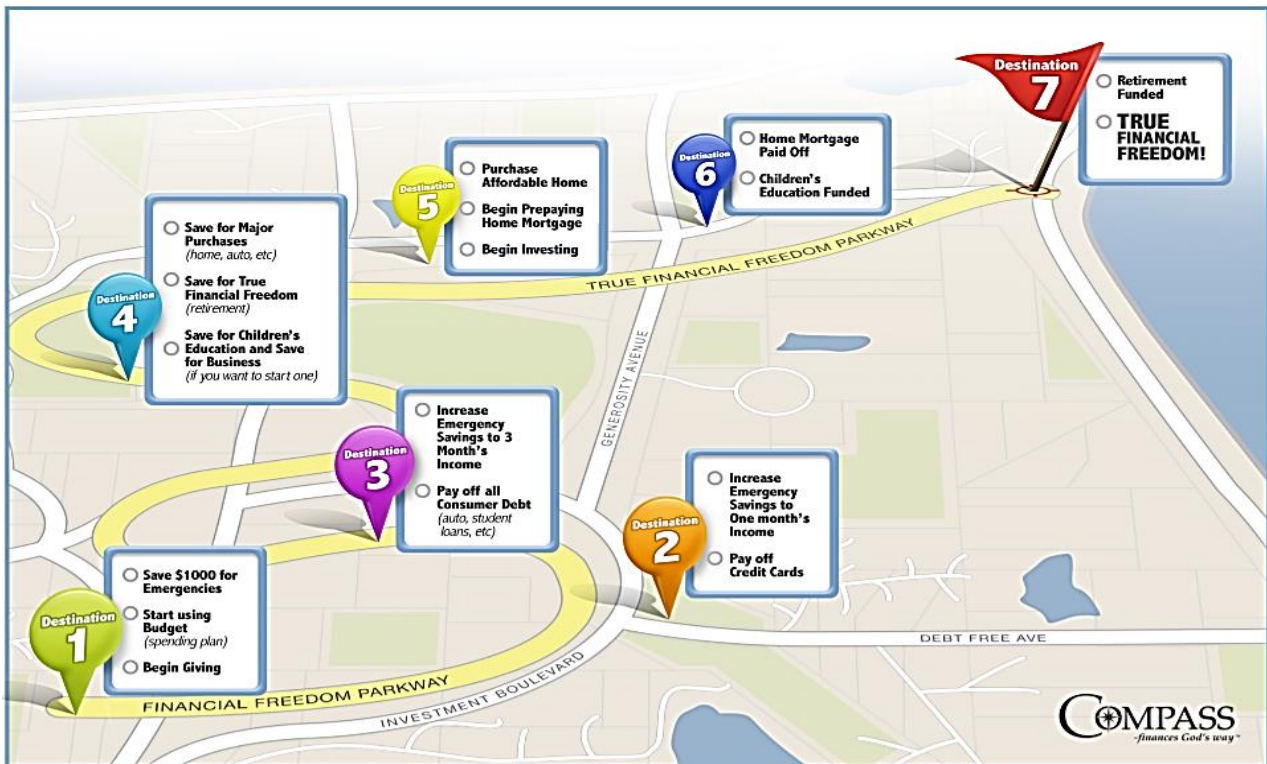 Destination
7
Retirement
Funded
TRUE
FINANCIAL
FREEDOM!
Destination
6
Home Mortgage
Paid Off
Children's
Education Funded
Destination
5
Purchase
Affordable Home
Begin Prepaying
Home Mortgage
Begin Investing
TRUE FINANCIAL FREEDOM PARKWAY
Destination
4
Save for Major
Purchases
(home, auto, etc)
Save for True
Financial Freedom
(retirement)
Save for Children's
Education and Save
for Business
(if you want to start one)
GENEROSITY AVENUE
Destination
3
Increase
Emergency
Savings to 3
Month's
Income
Pay off all
Consumer Debt
(auto, student
loans, etc)
Destination
2
Increase
Emergency
Savings to
One month's
Income
Pay off
Credit Cards
Destination
1
Save $1000 for
Emergencies
Start using
Budget
(spending plan)
Begin Giving
FINANCIAL FREEDOM PARKWAY
INVESTMENT BOULEVARD
DEBT FREE AVE
COMPASS
-finances God's way™